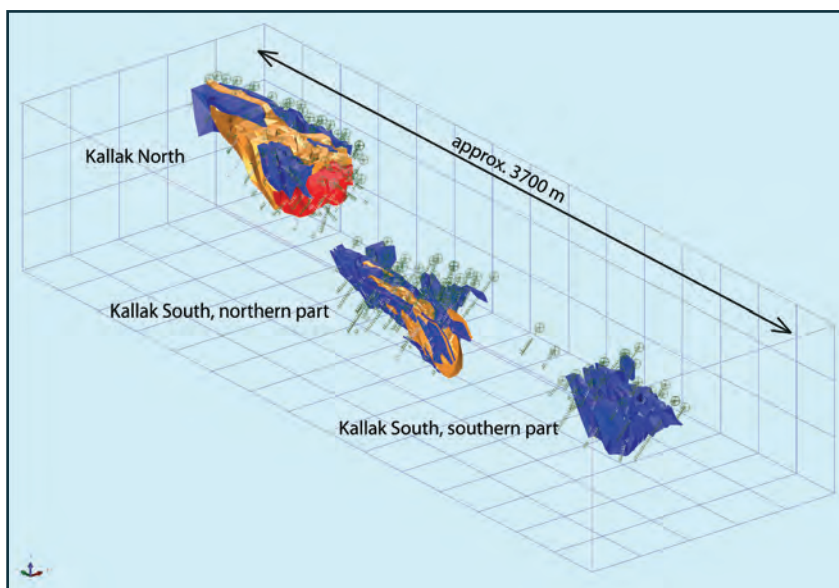 approx. 3700 m
Kallak North
Kallak South, northern part
Kallak South, southern part